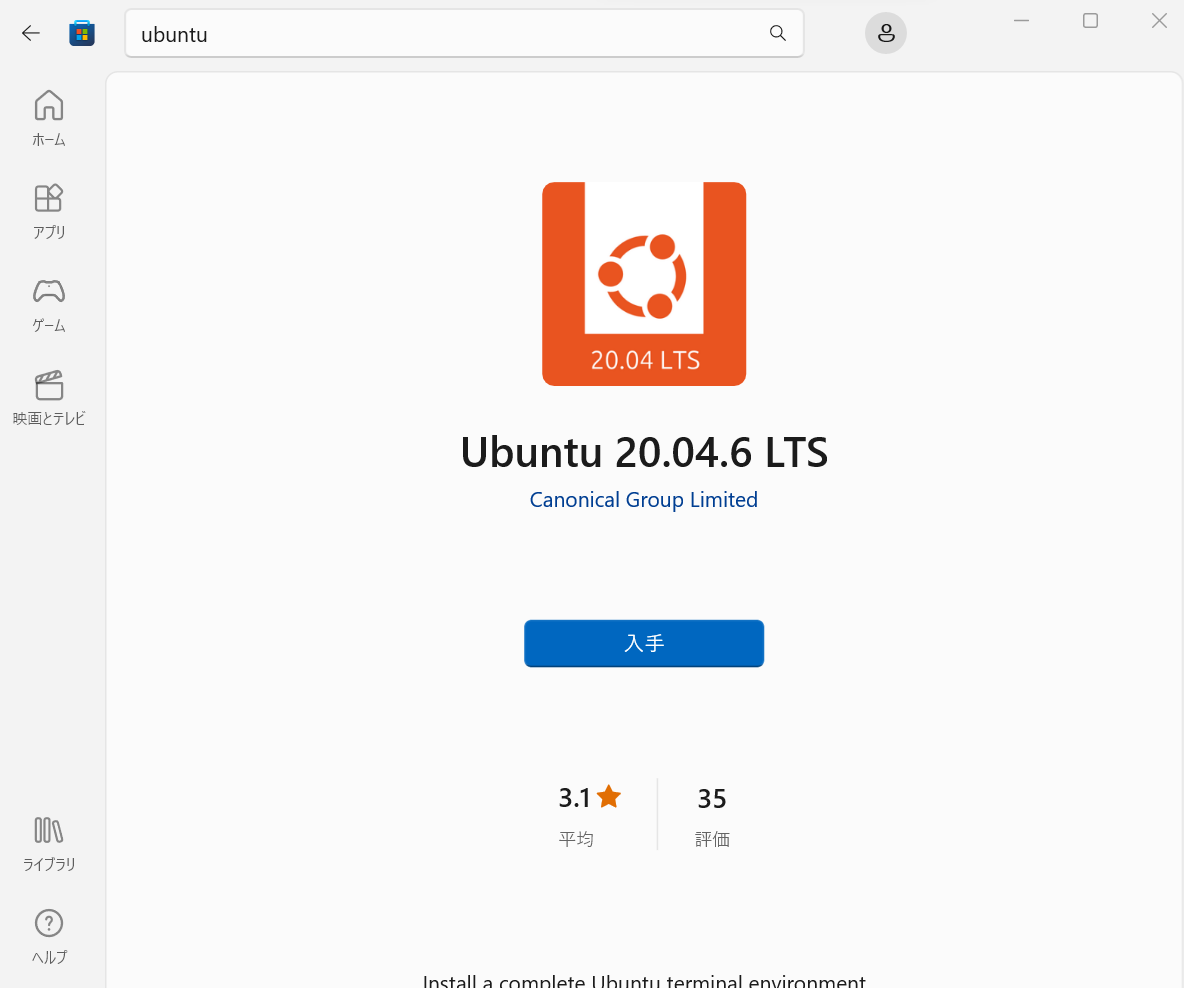 ubuntu
ホーム
アプリ
ゲーム
映画とテレビ
20.04 LTS
Ubuntu 20.04.6 LTS
Canonical Group Limited
入手
3.1
35
平均
評価
ライブラリ
ヘルプ
Install a complete Ubuntu terminal environment